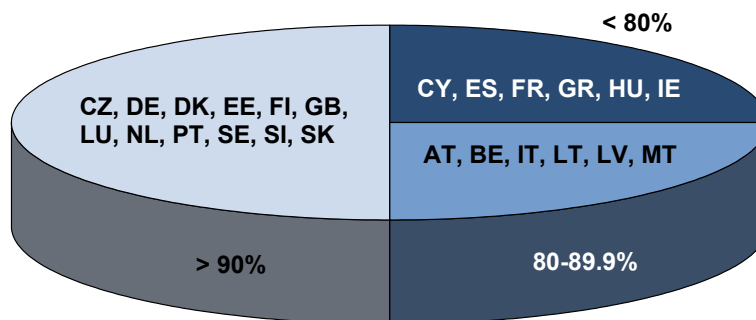 < 80%
CZ, DE, DK, EE, FI, GB,
LU, NL, PT, SE, SI, SK
CY, ES, FR, GR, HU, IE
AT, BE, IT, LT, LV, MT
> 90%
80-89.9%